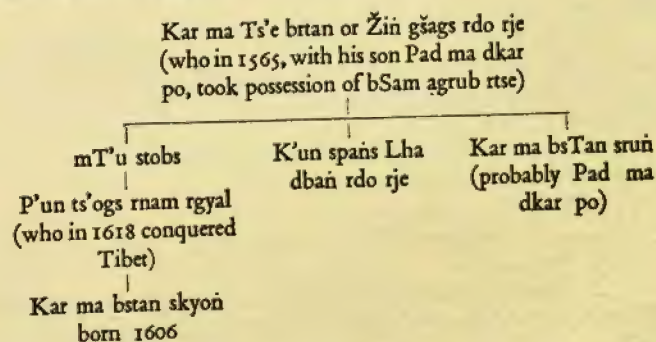 Kar ma Ts'e brtan or Žiṅ gšags rdo rje
(who in 1565, with his son Pad ma dkar
po, took possession of bSam ạgrub rtse)
mT'u stobs
P'un ts'ogs rnam rgyal
(who in 1618 conquered
Tibet)
Kar ma bstan skyoṅ
born 1606
K'un spaṅs Lha
dbaṅ rdo rje
Kar ma bsTan sruṅ
(probably Pad ma
dkar po)